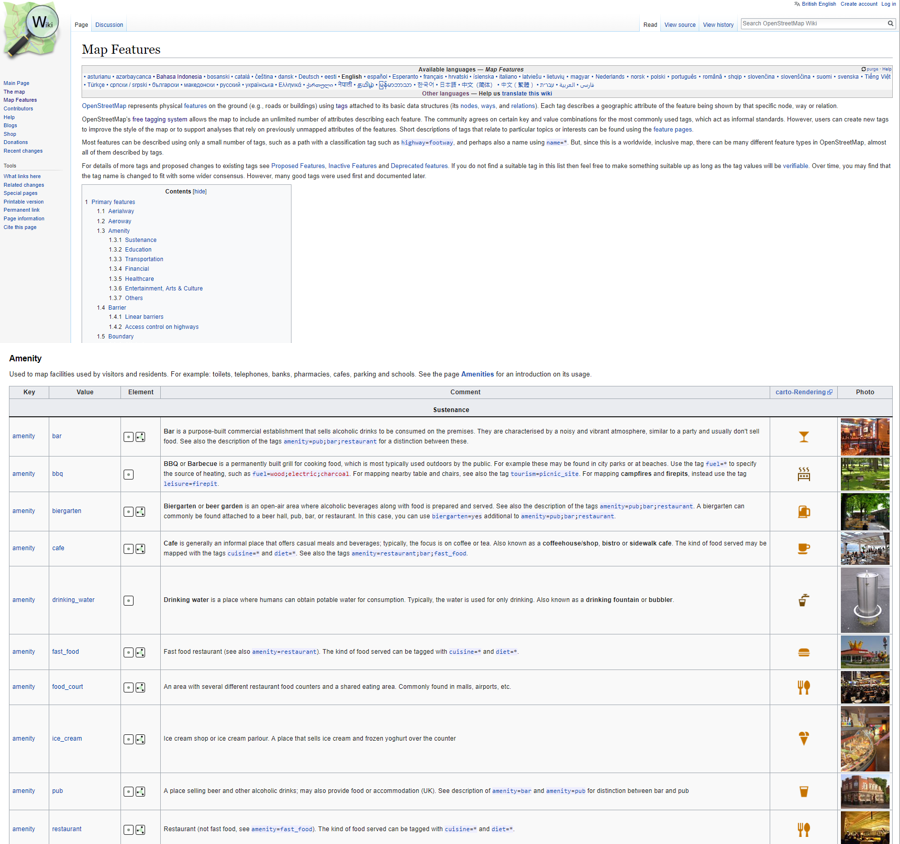 Wiki
British English Create account Log in
Page Discussion
Read View source View history Search OpenStreetMap Wiki
Map Features
Main Page
The map
Map Features
Contributors
Help
Blogs
Shop
Donations
Recent changes
Tools
What links here
Related changes
Special pages
Printable version
Permanent link
Page information
Cite this page
Available languages — Map Features
purge · Help
• asturianu • azərbaycanca • Bahasa Indonesia • bosanski • català • čeština • dansk • Deutsch • eesti • English • español • Esperanto • français • hrvatski • íslenska • italiano • latviešu • lietuvių • magyar • Nederlands • norsk • polski • português • română • shqip • slovenčina • slovenščina • suomi • svenska • Tiếng Việt
• Türkçe • српски / srpski • български • македонски • русский • українська • Ελληνικά • नेपाली • தமிழ் • 한국어 • 日本語 • 中文（简体） • 中文（繁體） • עברית • العربية • فارسی
Other languages — Help us translate this wiki
OpenStreetMap represents physical features on the ground (e.g., roads or buildings) using tags attached to its basic data structures (its nodes, ways, and relations). Each tag describes a geographic attribute of the feature being shown by that specific node, way or relation.
OpenStreetMap's free tagging system allows the map to include an unlimited number of attributes describing each feature. The community agrees on certain key and value combinations for the most commonly used tags, which act as informal standards. However, users can create new tags
to improve the style of the map or to support analyses that rely on previously unmapped attributes of the features. Short descriptions of tags that relate to particular topics or interests can be found using the feature pages.
Most features can be described using only a small number of tags, such as a path with a classification tag such as highway=footway, and perhaps also a name using name=*. But, since this is a worldwide, inclusive map, there can be many different feature types in OpenStreetMap, almost
all of them described by tags.
For details of more tags and proposed changes to existing tags see Proposed Features, Inactive Features and Deprecated features. If you do not find a suitable tag in this list then feel free to make something suitable up as long as the tag values will be verifiable. Over time, you may find that
the tag name is changed to fit with some wider consensus. However, many good tags were used first and documented later.
Contents [hide]
1 Primary features
1.1 Aerialway
1.2 Aeroway
1.3 Amenity
1.3.1 Sustenance
1.3.2 Education
1.3.3 Transportation
1.3.4 Financial
1.3.5 Healthcare
1.3.6 Entertainment, Arts & Culture
1.3.7 Others
1.4 Barrier
1.4.1 Linear barriers
1.4.2 Access control on highways
1.5 Boundary
Amenity
Used to map facilities used by visitors and residents. For example: toilets, telephones, banks, pharmacies, cafes, parking and schools. See the page Amenities for an introduction on its usage.
Key Value Element Comment carto-Rendering Photo
Sustenance
amenity bar Bar is a purpose-built commercial establishment that sells alcoholic drinks to be consumed on the premises. They are characterised by a noisy and vibrant atmosphere, similar to a party and usually don't sell
food. See also the description of the tags amenity=pub;bar;restaurant for a distinction between these.
amenity bbq BBQ or Barbecue is a permanently built grill for cooking food, which is most typically used outdoors by the public. For example these may be found in city parks or at beaches. Use the tag fuel=* to specify
the source of heating, such as fuel=wood;electric;charcoal. For mapping nearby table and chairs, see also the tag tourism=picnic_site. For mapping campfires and firepits, instead use the tag
leisure=firepit.
amenity biergarten Biergarten or beer garden is an open-air area where alcoholic beverages along with food is prepared and served. See also the description of the tags amenity=pub;bar;restaurant. A biergarten can
commonly be found attached to a beer hall, pub, bar, or restaurant. In this case, you can use biergarten=yes additional to amenity=pub;bar;restaurant.
amenity cafe Cafe is generally an informal place that offers casual meals and beverages; typically, the focus is on coffee or tea. Also known as a coffeehouse/shop, bistro or sidewalk cafe. The kind of food served may be
mapped with the tags cuisine=* and diet=*. See also the tags amenity=restaurant;bar;fast_food.
amenity drinking_water Drinking water is a place where humans can obtain potable water for consumption. Typically, the water is used for only drinking. Also known as a drinking fountain or bubbler.
amenity fast_food Fast food restaurant (see also amenity=restaurant). The kind of food served can be tagged with cuisine=* and diet=*.
amenity food_court An area with several different restaurant food counters and a shared eating area. Commonly found in malls, airports, etc.
amenity ice_cream Ice cream shop or ice cream parlour. A place that sells ice cream and frozen yoghurt over the counter
amenity pub A place selling beer and other alcoholic drinks; may also provide food or accommodation (UK). See description of amenity=bar and amenity=pub for distinction between bar and pub
amenity restaurant Restaurant (not fast food, see amenity=fast_food). The kind of food served can be tagged with cuisine=* and diet=*.